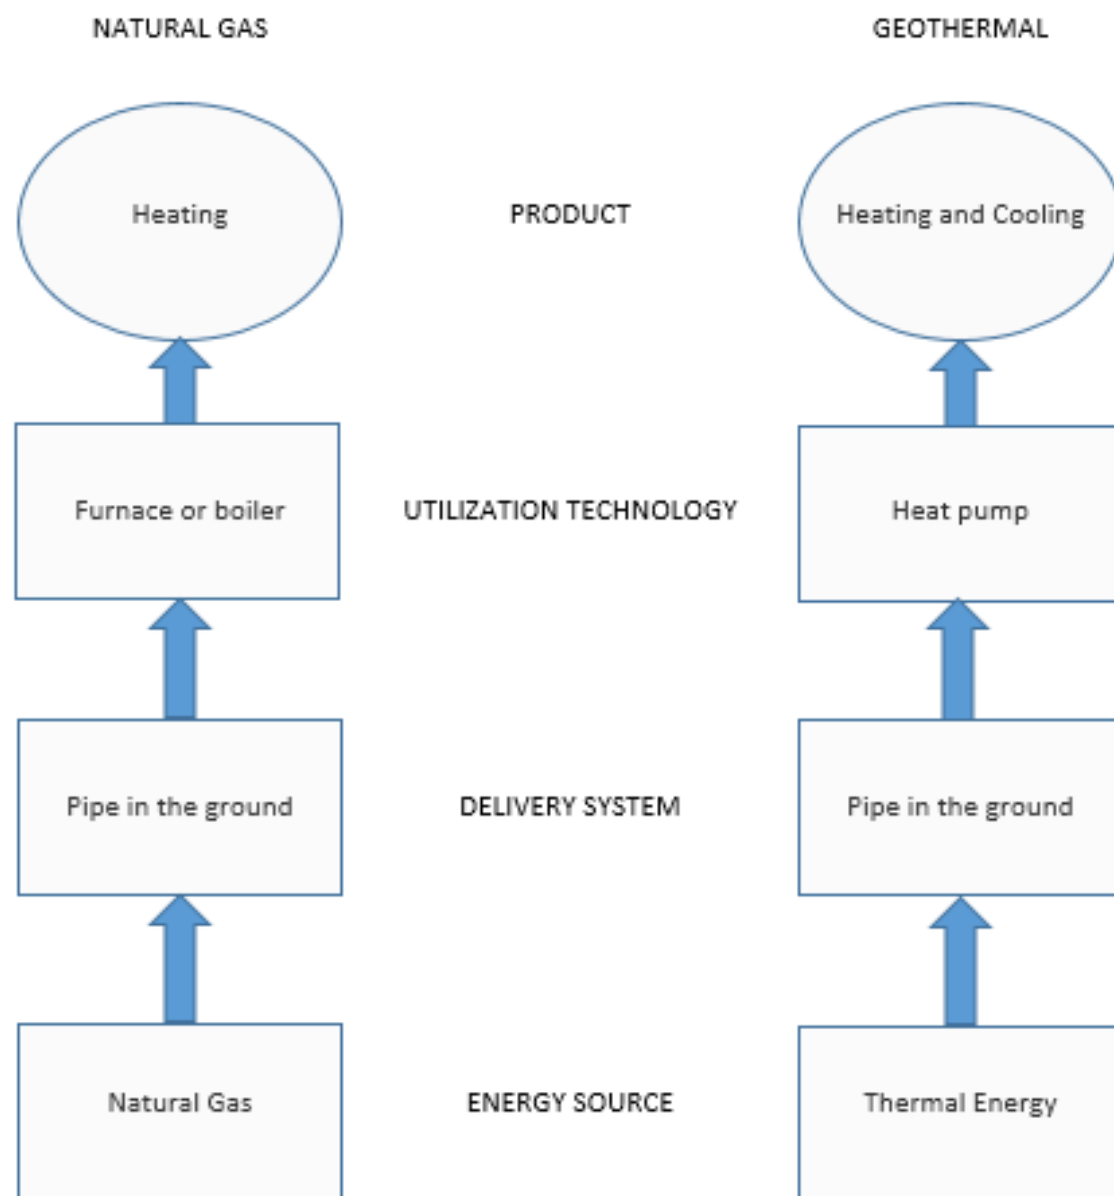 NATURAL GAS
GEOTHERMAL
Heating
PRODUCT
Heating and Cooling
Furnace or boiler
UTILIZATION TECHNOLOGY
Heat pump
Pipe in the ground
DELIVERY SYSTEM
Pipe in the ground
Natural Gas
ENERGY SOURCE
Thermal Energy